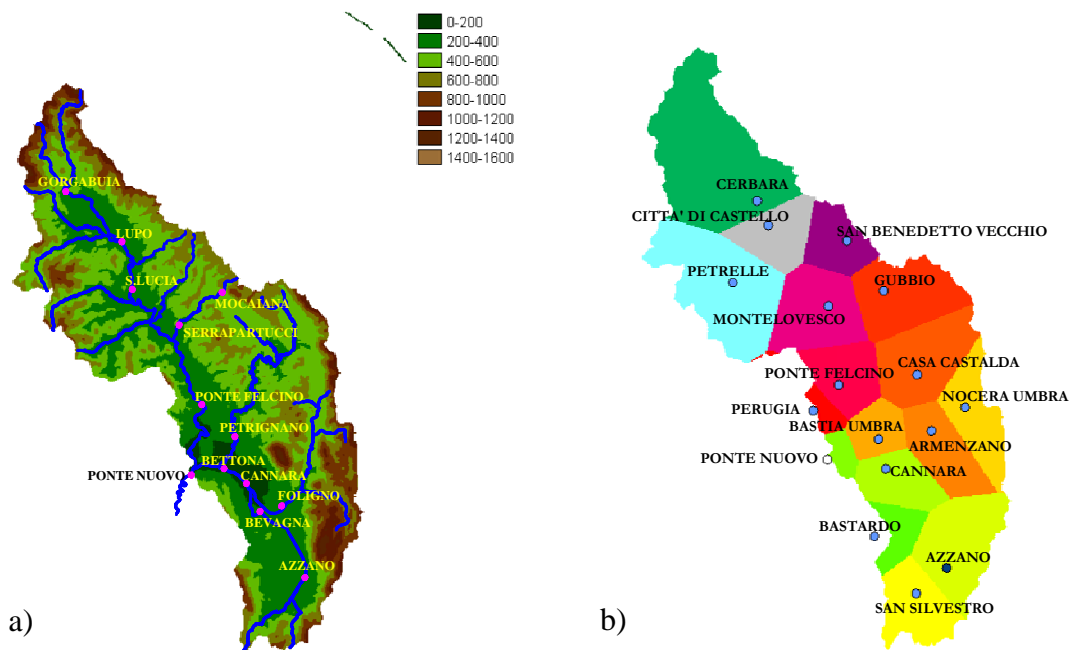 0-200
200-400
400-600
600-800
800-1000
1000-1200
1200-1400
1400-1600
GORGABUIA
LUPO
S.LUCIA
MOCAIANA
SERRAPARTUCCI
PONTE FELCINO
PETRIGNANO
BETTONA
PONTE NUOVO
CANNARA
FOLIGNO
BEVAGNA
AZZANO
a)
CERBARA
CITTA' DI CASTELLO
SAN BENEDETTO VECCHIO
PETRELLE
GUBBIO
MONTELOVESCO
CASA CASTALDA
PONTE FELCINO
NOCERA UMBRA
PERUGIA
BASTIA UMBRA
ARMENZANO
PONTE NUOVO
CANNARA
BASTARDO
AZZANO
SAN SILVESTRO
b)